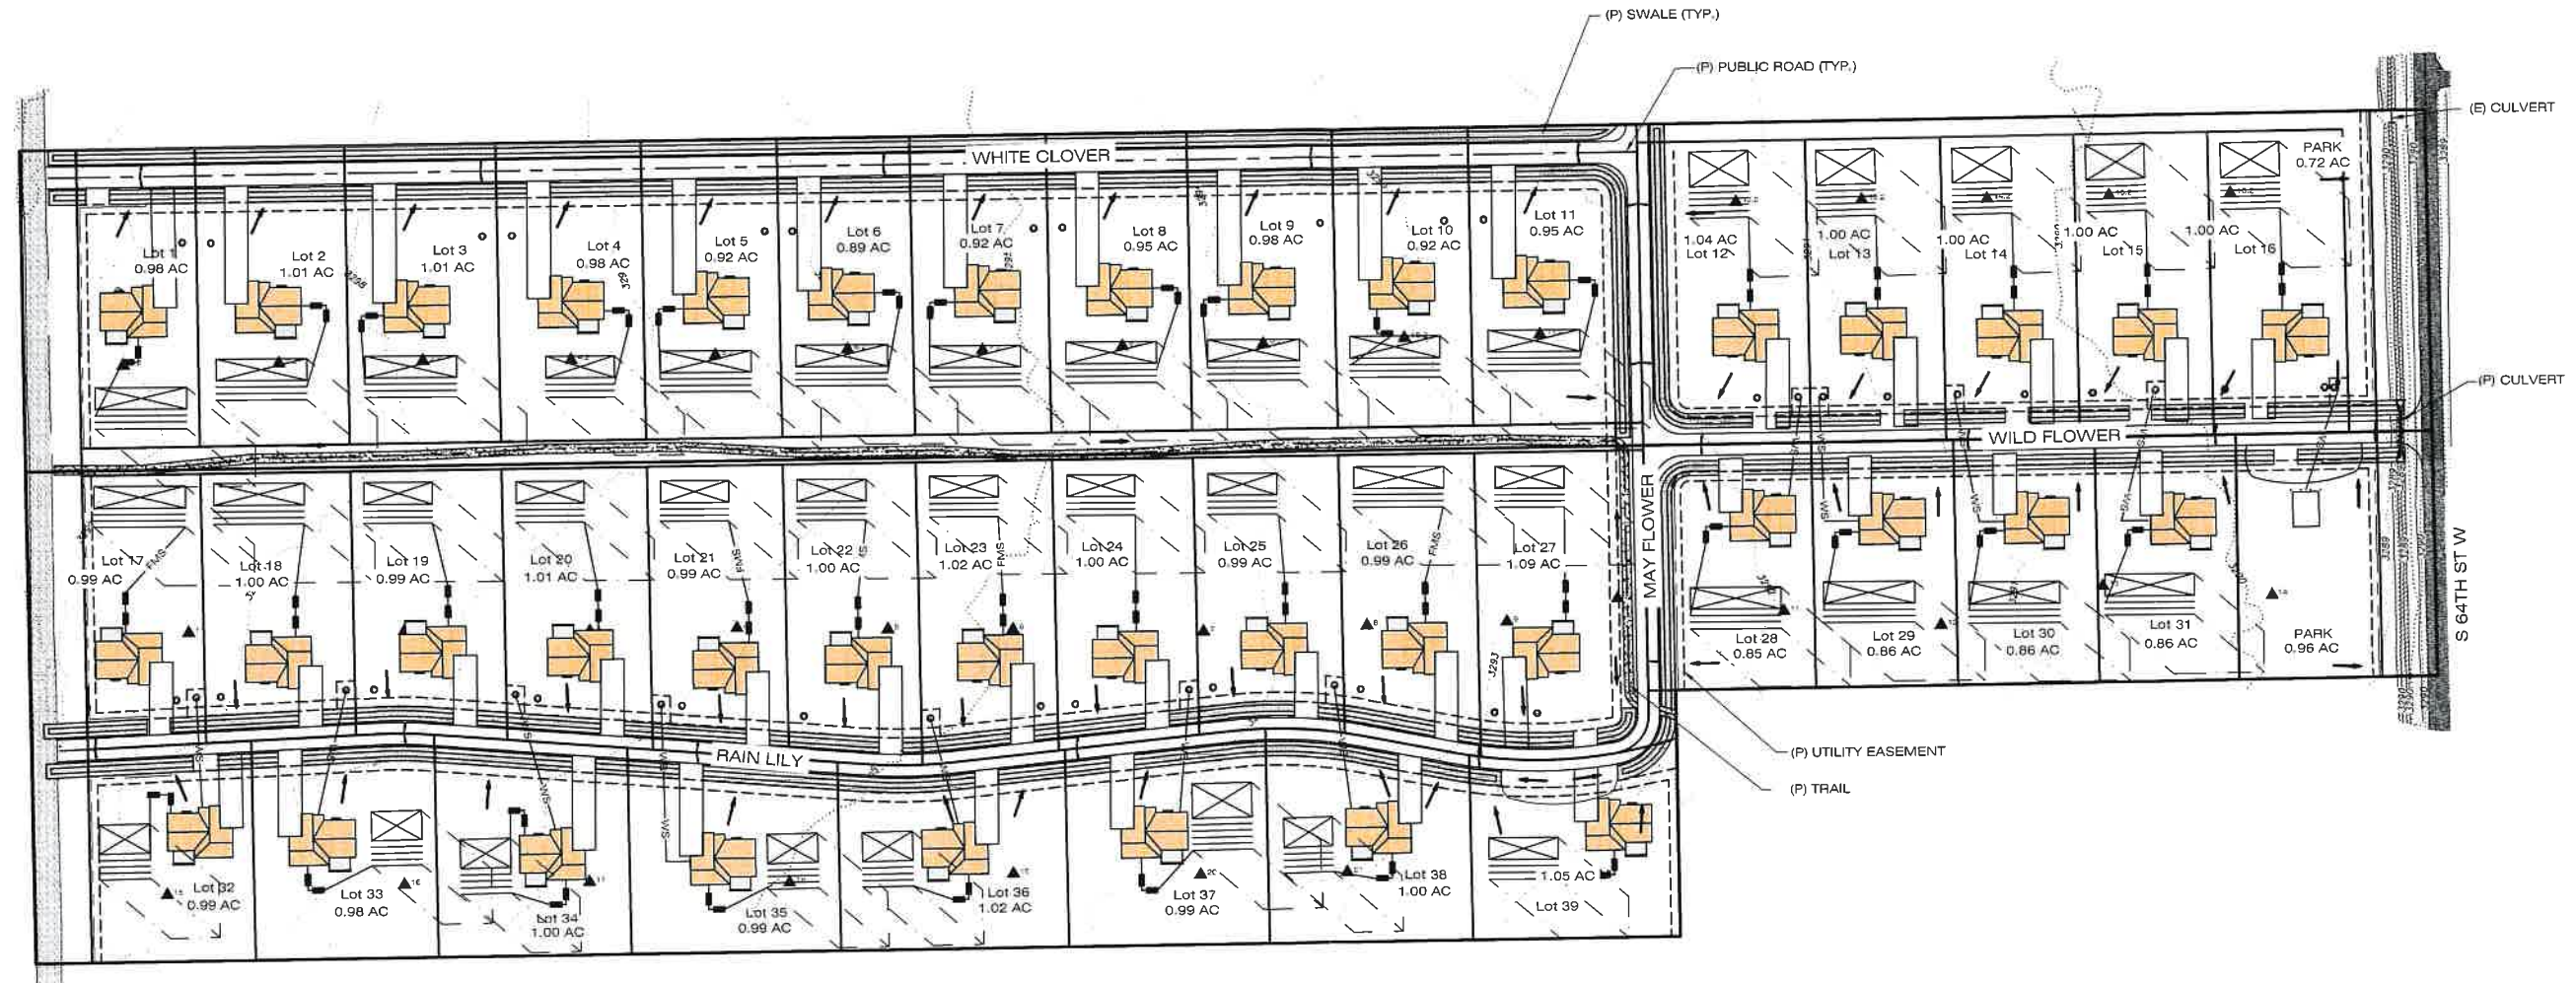 (P) SWALE (TYP.)
(P) PUBLIC ROAD (TYP.)
(E) CULVERT
WHITE CLOVER
PARK
0.72 AC
Lot 1
0.98 AC
Lot 2
1.01 AC
Lot 3
1.01 AC
Lot 4
0.98 AC
Lot 5
0.92 AC
Lot 6
0.89 AC
Lot 7
0.92 AC
Lot 8
0.95 AC
Lot 9
0.98 AC
Lot 10
0.92 AC
Lot 11
0.95 AC
1.04 AC
Lot 12
1.00 AC
Lot 13
1.00 AC
Lot 14
1.00 AC
Lot 15
1.00 AC
Lot 16
(P) CULVERT
WILD FLOWER
MAY FLOWER
S 64TH ST W
Lot 17
0.99 AC
FMS
Lot 18
1.00 AC
Lot 19
0.99 AC
Lot 20
1.01 AC
Lot 21
0.99 AC
FMS
Lot 22
1.00 AC
Lot 23
1.02 AC
FMS
Lot 24
1.00 AC
Lot 25
0.99 AC
Lot 26
0.99 AC
FMS
Lot 27
1.09 AC
3293
WS
WS
WS
WS
Lot 28
0.85 AC
Lot 29
0.86 AC
Lot 30
0.86 AC
Lot 31
0.86 AC
PARK
0.96 AC
RAIN LILY
(P) UTILITY EASEMENT
(P) TRAIL
Lot 32
0.99 AC
Lot 33
0.98 AC
Lot 34
1.00 AC
WS
Lot 35
0.99 AC
Lot 36
1.02 AC
Lot 37
0.99 AC
Lot 38
1.00 AC
1.05 AC
Lot 39